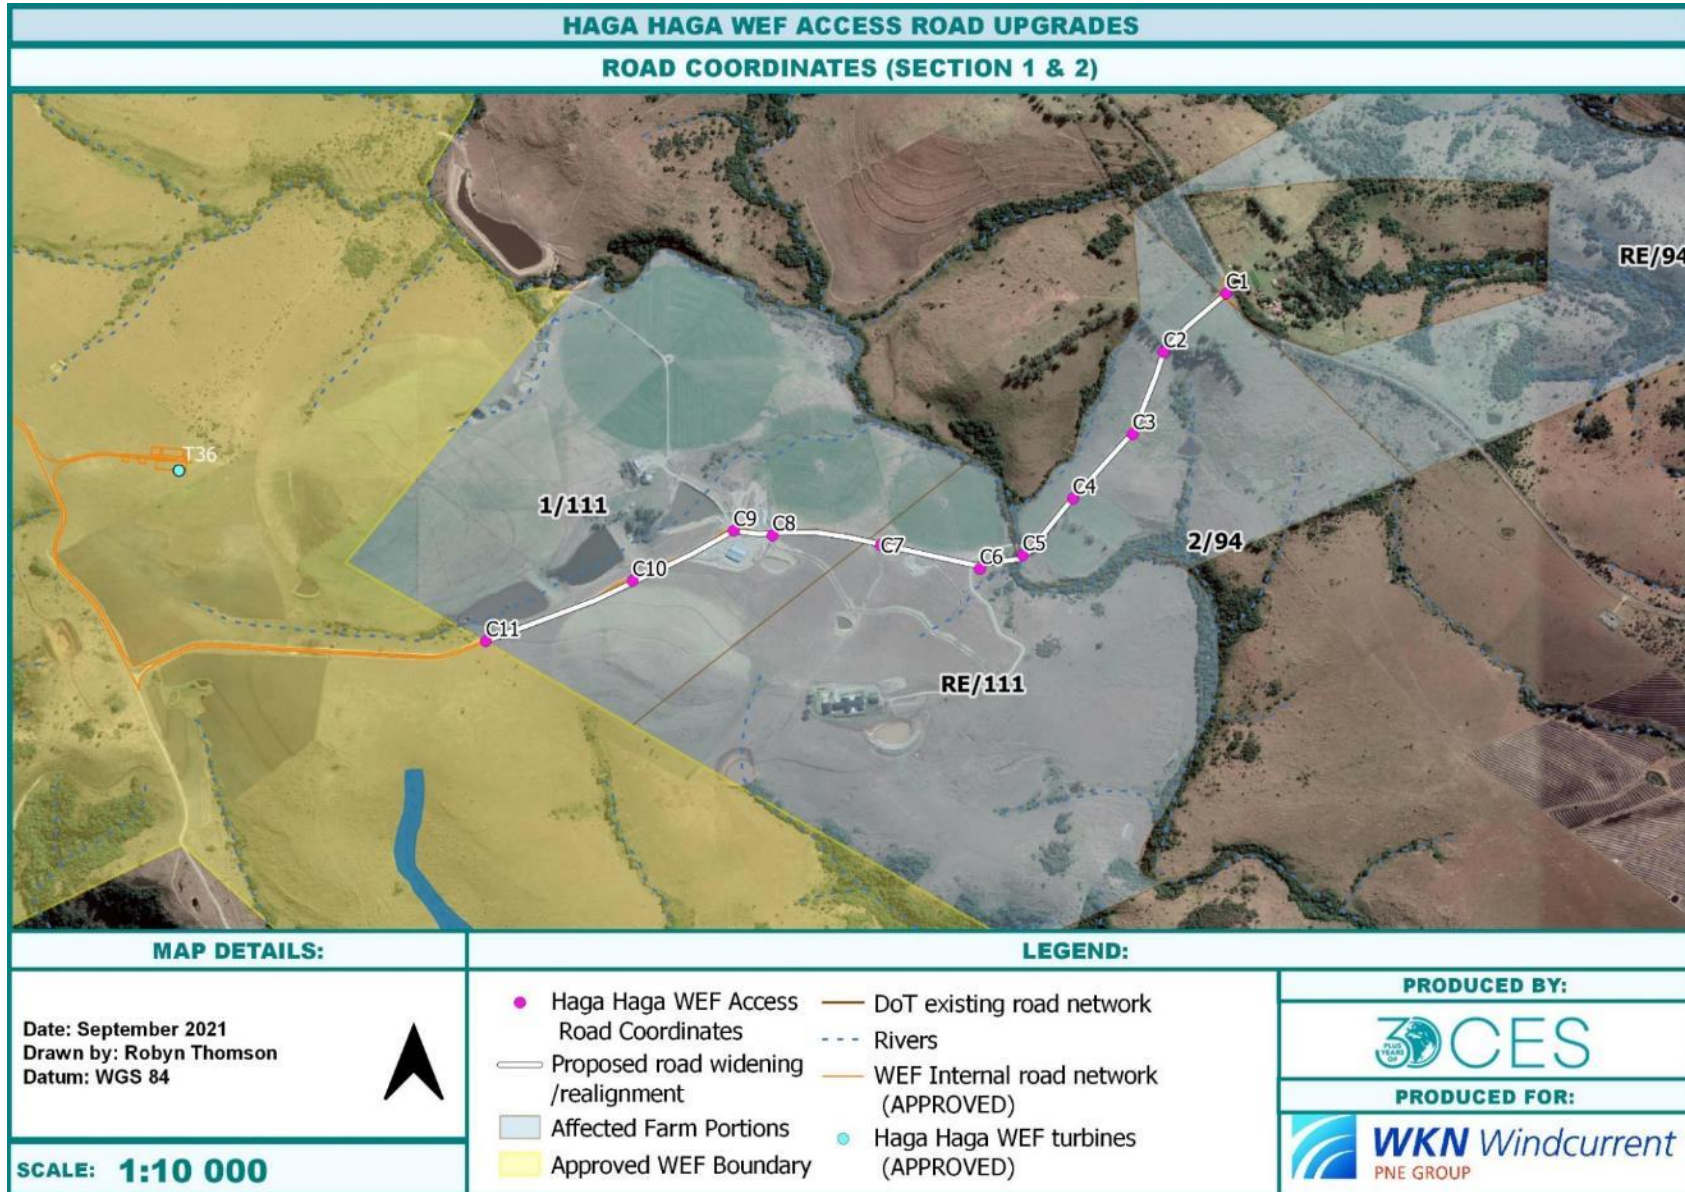 HAGA HAGA WEF ACCESS ROAD UPGRADES
ROAD COORDINATES (SECTION 1 & 2)
RE/94
C1
C2
C3
T36
C4
1/111
C9
C8
C7
C5
2/94
C6
C10
C11
RE/111
MAP DETAILS:
Date: September 2021
Drawn by: Robyn Thomson
Datum: WGS 84
SCALE: 1:10 000
LEGEND:
Haga Haga WEF Access
Road Coordinates
Proposed road widening
/realignment
Affected Farm Portions
Approved WEF Boundary
DoT existing road network
Rivers
WEF Internal road network
(APPROVED)
Haga Haga WEF turbines
(APPROVED)
PRODUCED BY:
30 PLUS YEARS OF CES
PRODUCED FOR:
WKN Windcurrent
PNE GROUP